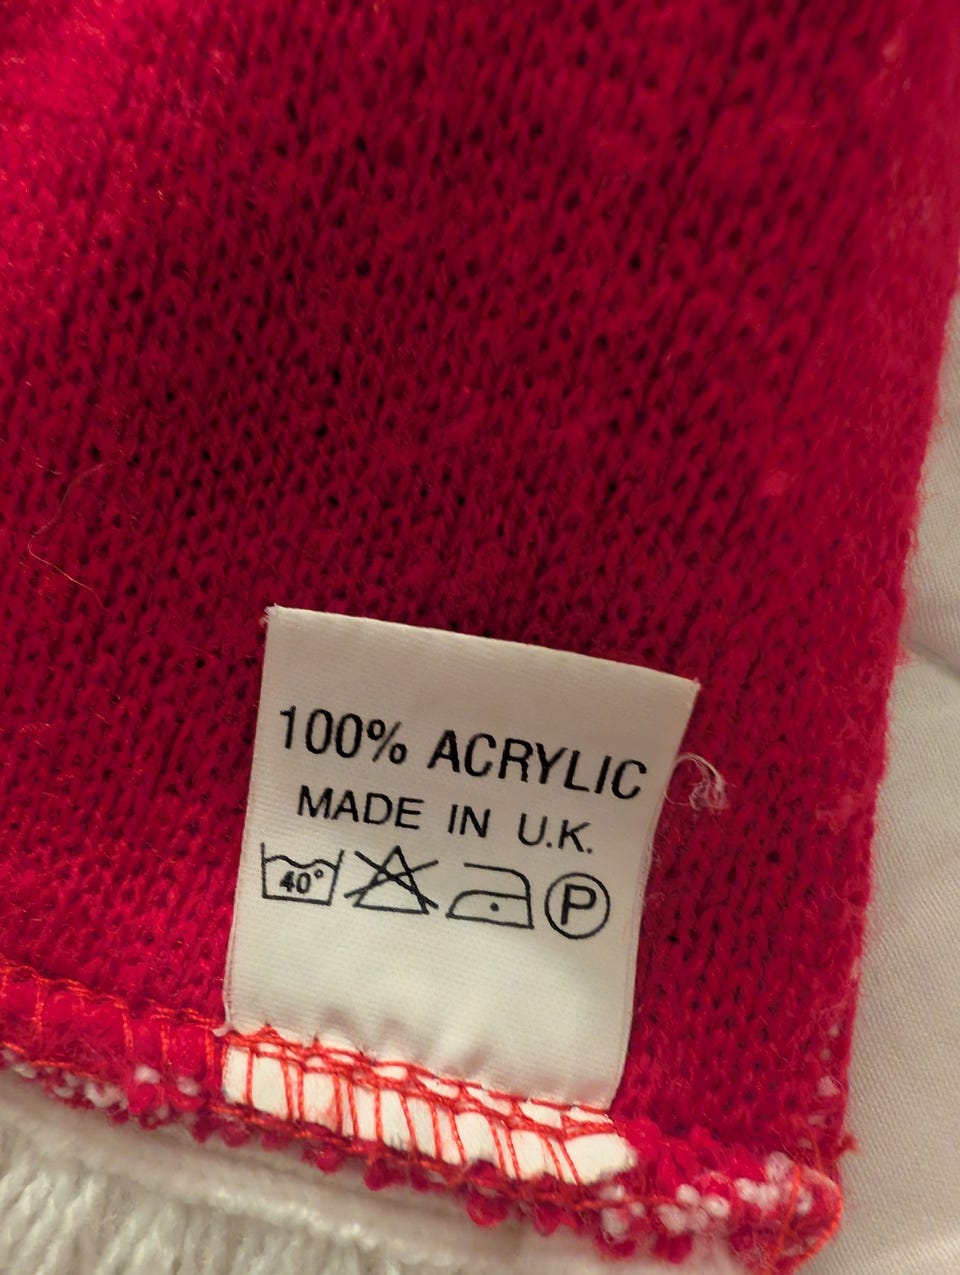 100% ACRYLIC
MADE IN U.K.
40° P